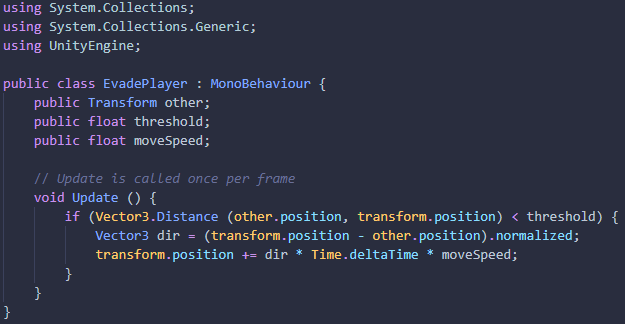 using System.Collections;
using System.Collections.Generic;
using UnityEngine;
public class EvadePlayer : MonoBehaviour {
public Transform other;
public float threshold;
public float moveSpeed;
// Update is called once per frame
void Update () {
if (Vector3.Distance (other.position, transform.position) < threshold) {
Vector3 dir = (transform.position - other.position).normalized;
transform.position += dir * Time.deltaTime * moveSpeed;
}
}
}